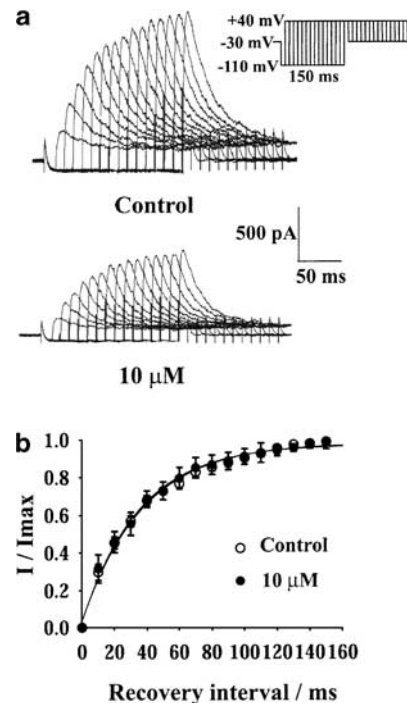 a
+40 mV
-30 mV
-110 mV
150 ms
Control
500 pA
50 ms
10 μM
b
I / Imax
1.0
0.8
0.6
0.4
0.2
0.0
Control
10 μM
0 20 40 60 80 100 120 140 160
Recovery interval / ms